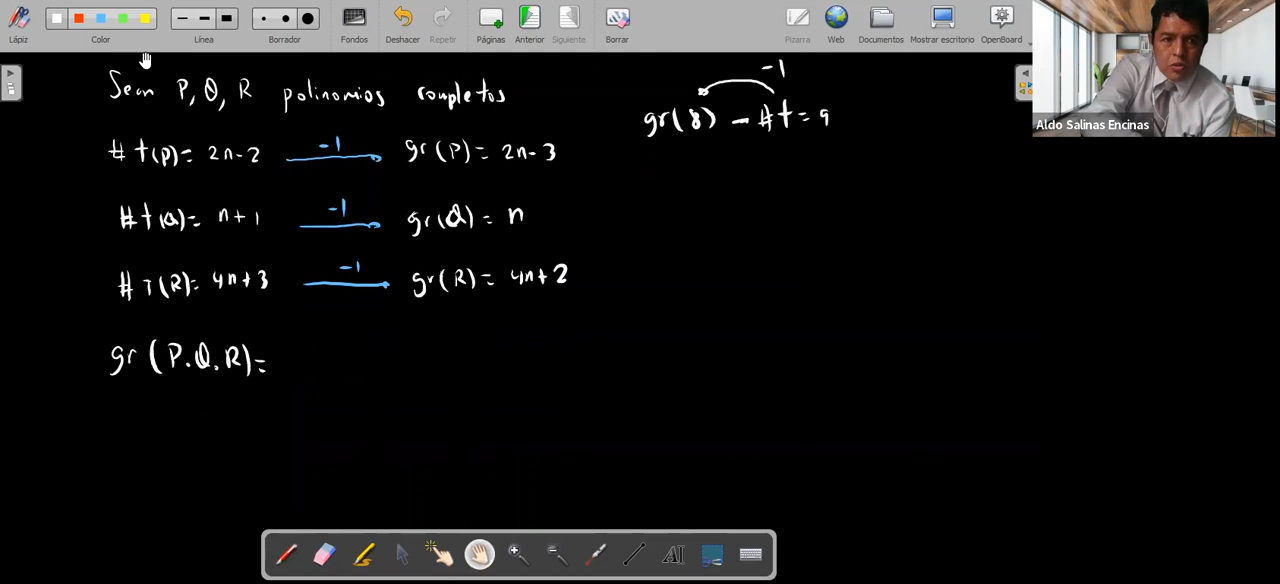 Lápiz Color Línea Borrador Fondos Deshacer Repetir Páginas Anterior Siguiente Borrar Pizarra Web Documentos Mostrar escritorio OpenBoard
Aldo Salinas Encinas
Sean P, Q, R polinomios completos
-1
gr(8) - #t = 9
#t(P) = 2n-2 -1 gr(P) = 2n-3
#t(Q) = n+1 -1 gr(Q) = n
#T(R) = 4n+3 -1 gr(R) = 4n+2
gr(P.Q.R) =
AI